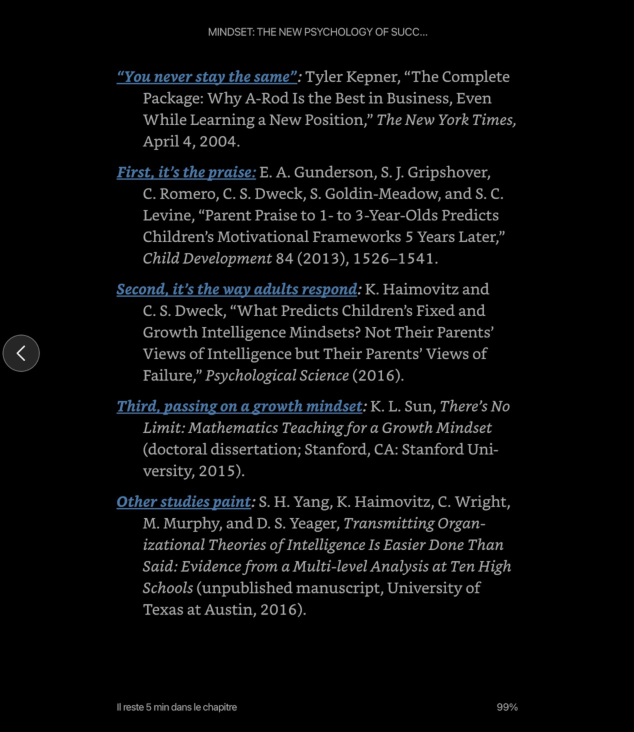 MINDSET: THE NEW PSYCHOLOGY OF SUCC...
“You never stay the same”: Tyler Kepner, “The Complete
Package: Why A-Rod Is the Best in Business, Even
While Learning a New Position,” The New York Times,
April 4, 2004.
First, it’s the praise: E. A. Gunderson, S. J. Gripshover,
C. Romero, C. S. Dweck, S. Goldin-Meadow, and S. C.
Levine, “Parent Praise to 1- to 3-Year-Olds Predicts
Children’s Motivational Frameworks 5 Years Later,”
Child Development 84 (2013), 1526–1541.
Second, it’s the way adults respond: K. Haimovitz and
C. S. Dweck, “What Predicts Children’s Fixed and
Growth Intelligence Mindsets? Not Their Parents’
Views of Intelligence but Their Parents’ Views of
Failure,” Psychological Science (2016).
Third, passing on a growth mindset: K. L. Sun, There’s No
Limit: Mathematics Teaching for a Growth Mindset
(doctoral dissertation; Stanford, CA: Stanford Uni-
versity, 2015).
Other studies paint: S. H. Yang, K. Haimovitz, C. Wright,
M. Murphy, and D. S. Yeager, Transmitting Organ-
izational Theories of Intelligence Is Easier Done Than
Said: Evidence from a Multi-level Analysis at Ten High
Schools (unpublished manuscript, University of
Texas at Austin, 2016).
Il reste 5 min dans le chapitre
99%